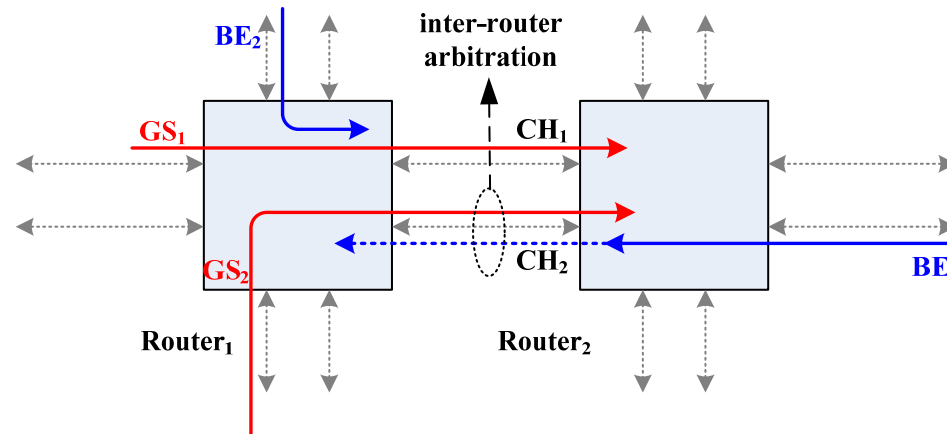 inter-router
arbitration
BE₂
GS₁
CH₁
GS₂
CH₂
BE
Router₁
Router₂